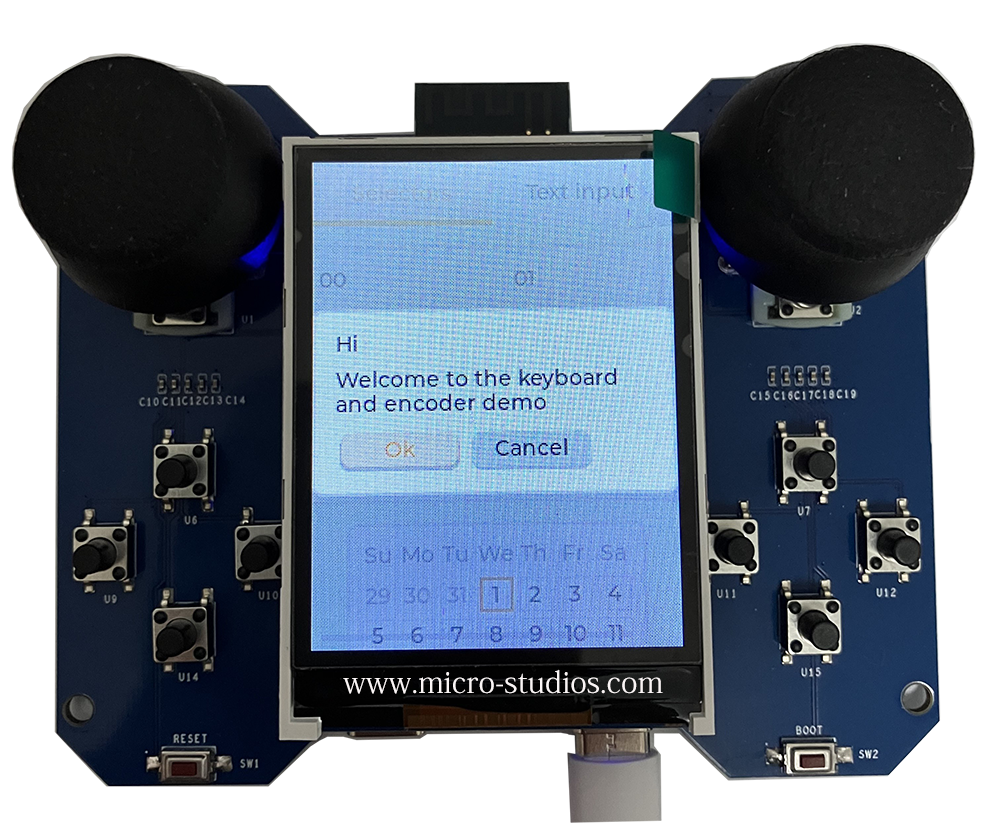 Selectors Text input
00 01
Hi
Welcome to the keyboard
and encoder demo
Ok Cancel
Su Mo Tu We Th Fr Sa
29 30 31 1 2 3 4
5 6 7 8 9 10 11
www.micro-studios.com
U1
C10 C11 C12 C13 C14
U6
U9
U10
U14
RESET
SW1
C15 C16 C17 C18 C19
U7
U11
U12
U15
BOOT
SW2